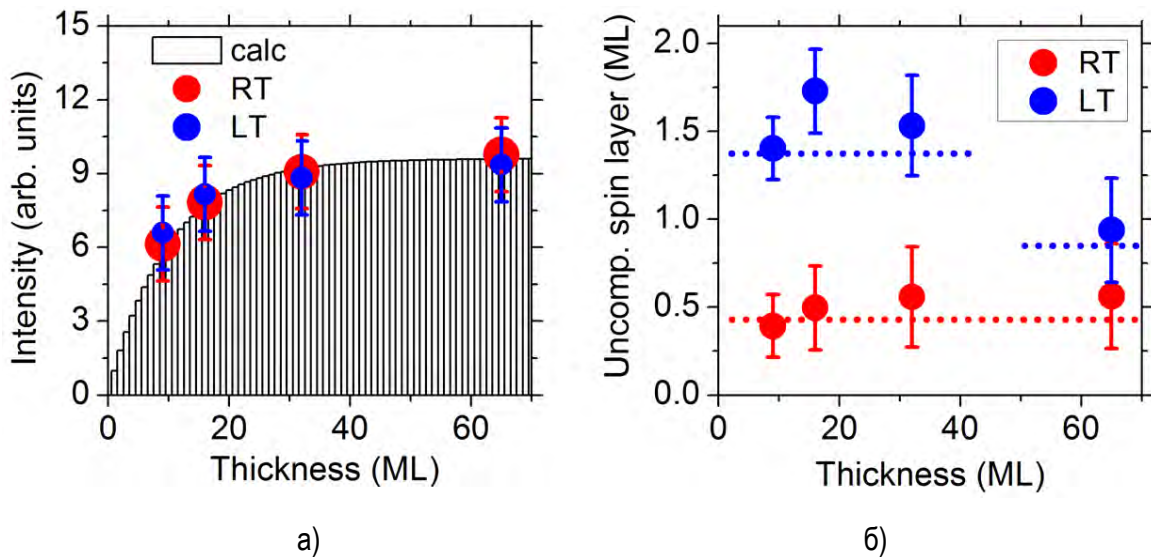 15
12
9
6
3
0
Intensity (arb. units)
calc
RT
LT
0 20 40 60
Thickness (ML)
a)
2.0
1.5
1.0
0.5
0.0
Uncomp. spin layer (ML)
RT
LT
0 20 40 60
Thickness (ML)
б)